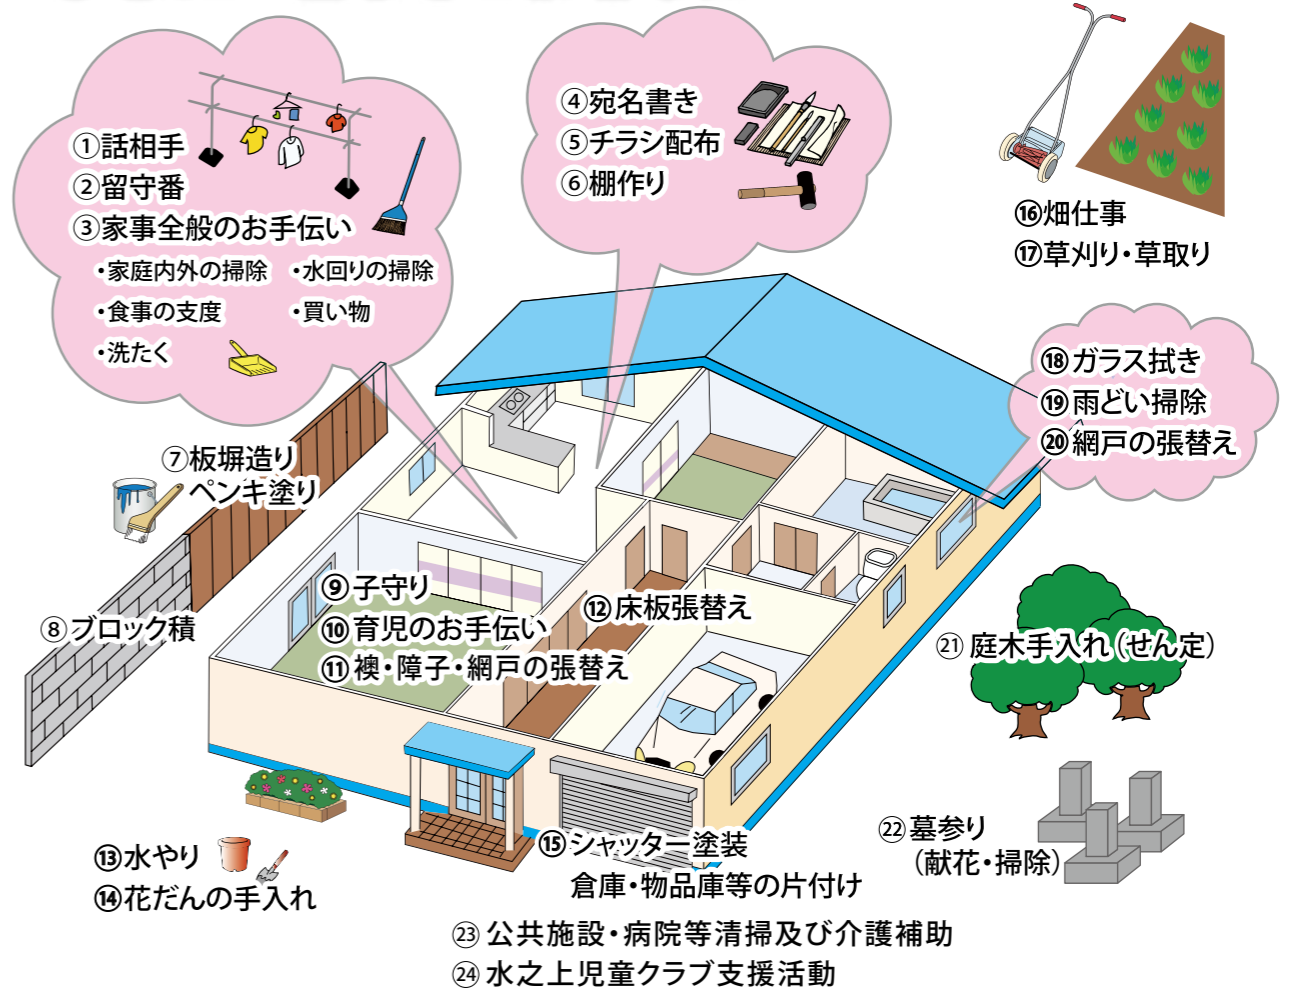 ①話相手
②留守番
③家事全般のお手伝い
・家庭内外の掃除 ・水回りの掃除
・食事の支度 ・買い物
・洗たく
④宛名書き
⑤チラシ配布
⑥棚作り
⑦板塀造り
ペンキ塗り
⑧ブロック積
⑨子守り
⑩育児のお手伝い
⑪襖・障子・網戸の張替え
⑫床板張替え
⑬水やり
⑭花だんの手入れ
⑮シャッター塗装
倉庫・物品庫等の片付け
⑯畑仕事
⑰草刈り・草取り
⑱ガラス拭き
⑲雨どい掃除
⑳網戸の張替え
㉑庭木手入れ(せん定)
㉒墓参り
(献花・掃除)
㉓公共施設・病院等清掃及び介護補助
㉔水之上児童クラブ支援活動